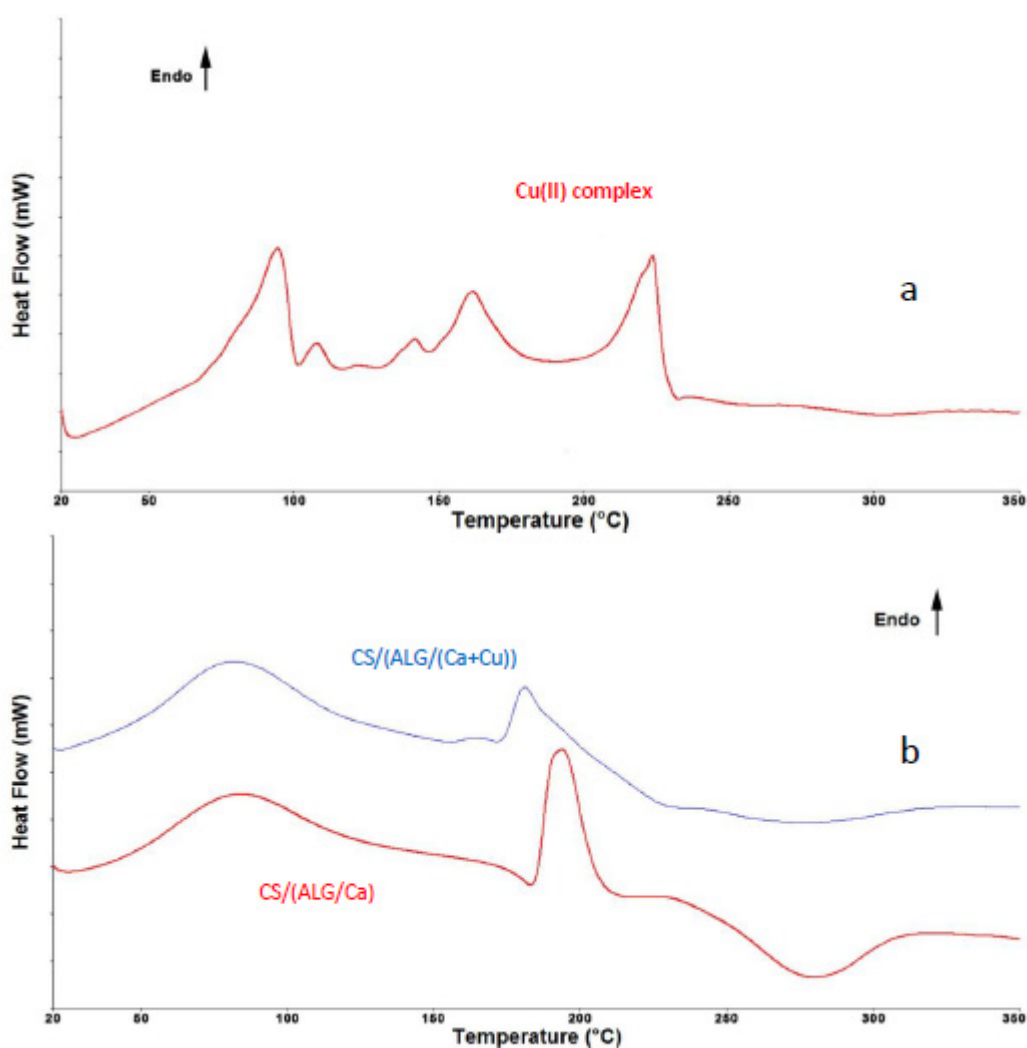 Endo
Cu(II) complex
a
Heat Flow (mW)
20 50 100 150 200 250 300 350
Temperature (°C)
Endo
CS/(ALG/(Ca+Cu))
b
Heat Flow (mW)
CS/(ALG/Ca)
20 50 100 150 200 250 300 350
Temperature (°C)